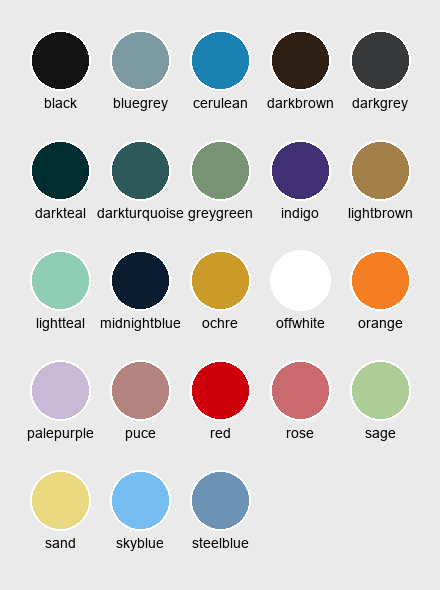 black bluegrey cerulean darkbrown darkgrey
darkteal darkturquoise greygreen indigo lightbrown
lightteal midnightblue ochre offwhite orange
palepurple puce red rose sage
sand skyblue steelblue